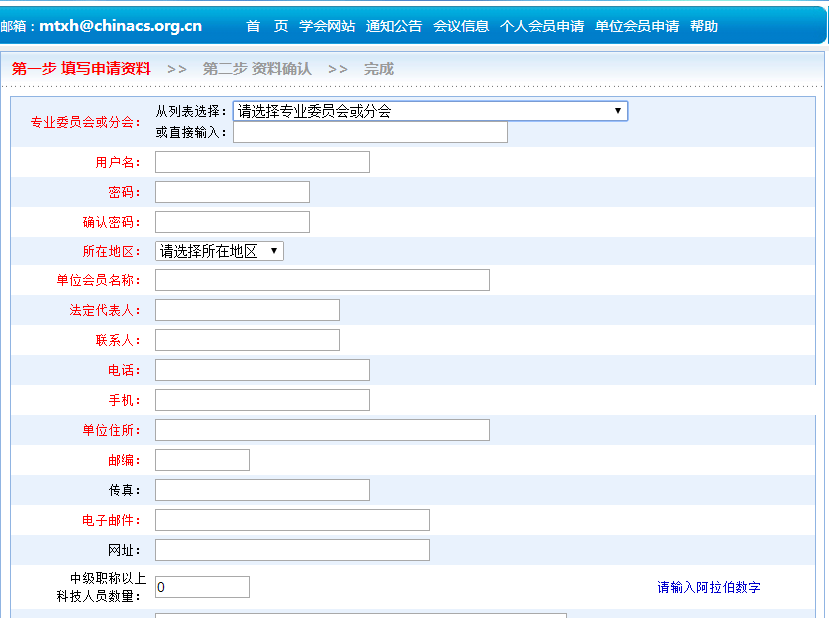 邮箱：mtxh@chinacs.org.cn 首 页 学会网站 通知公告 会议信息 个人会员申请 单位会员申请 帮助
第一步 填写申请资料 >> 第二步 资料确认 >> 完成
专业委员会或分会：
从列表选择： 请选择专业委员会或分会
或直接输入：
用户名：
密码：
确认密码：
所在地区： 请选择所在地区
单位会员名称：
法定代表人：
联系人：
电话：
手机：
单位住所：
邮编：
传真：
电子邮件：
网址：
中级职称以上
科技人员数量： 0 请输入阿拉伯数字